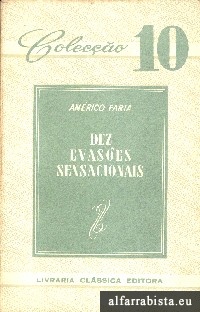 Colecção 10
AMÉRICO FARIA
DEZ
EVASÕES
SENSACIONAIS
LIVRARIA CLÁSSICA EDITORA
alfarrabista.eu